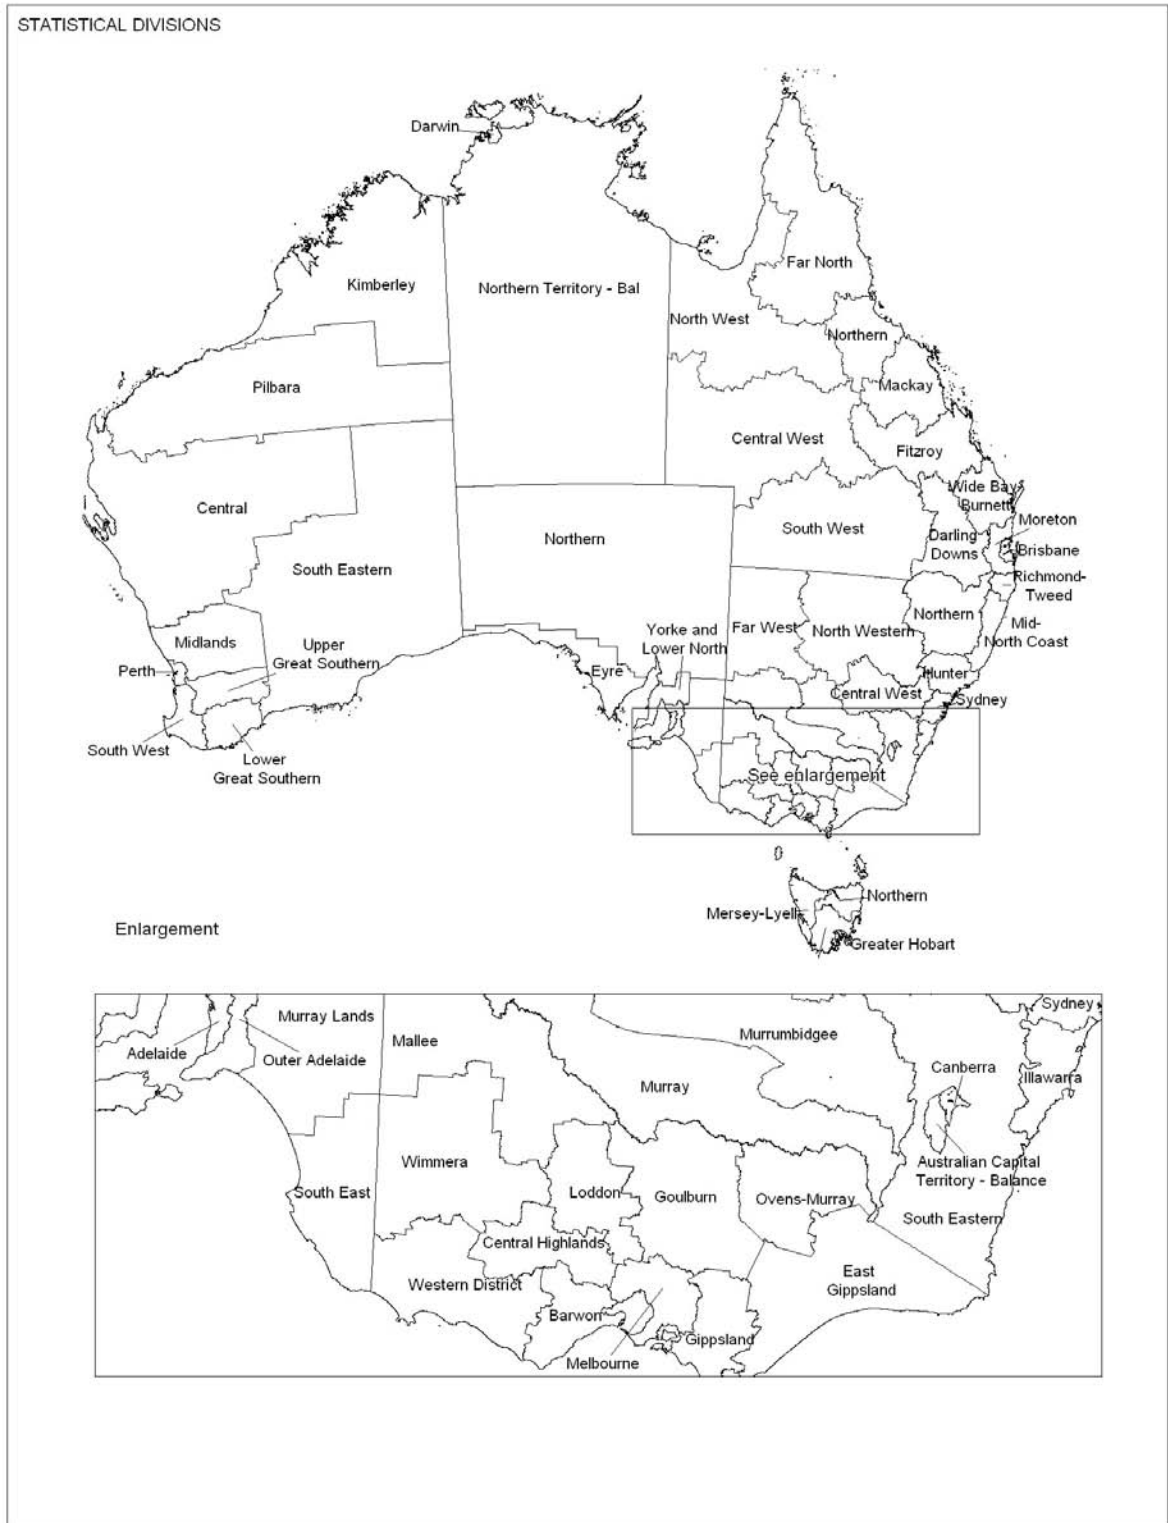 STATISTICAL DIVISIONS
Darwin
Far North
Kimberley
Northern Territory - Bal
North West
Northern
Pilbara
Mackay
Central West
Fitzroy
Wide Bay-
Burnett
Central
South West
Moreton
Northern
Darling
Downs
Brisbane
South Eastern
Richmond-
Tweed
Northern
Mid-
North Coast
Far West
North Western
Yorke and
Lower North
Midlands
Upper
Great Southern
Perth
Eyre
Hunter
Central West
Sydney
South West
Lower
Great Southern
See enlargement
Northern
Mersey-Lyell
Greater Hobart
Enlargement
Sydney
Murray Lands
Murrumbidgee
Mallee
Adelaide
Outer Adelaide
Canberra
Illawarra
Murray
Wimmera
Australian Capital
Territory - Balance
South East
Loddon
Goulburn
Ovens-Murray
South Eastern
Central Highlands
Western District
East
Gippsland
Barwon
Gippsland
Melbourne